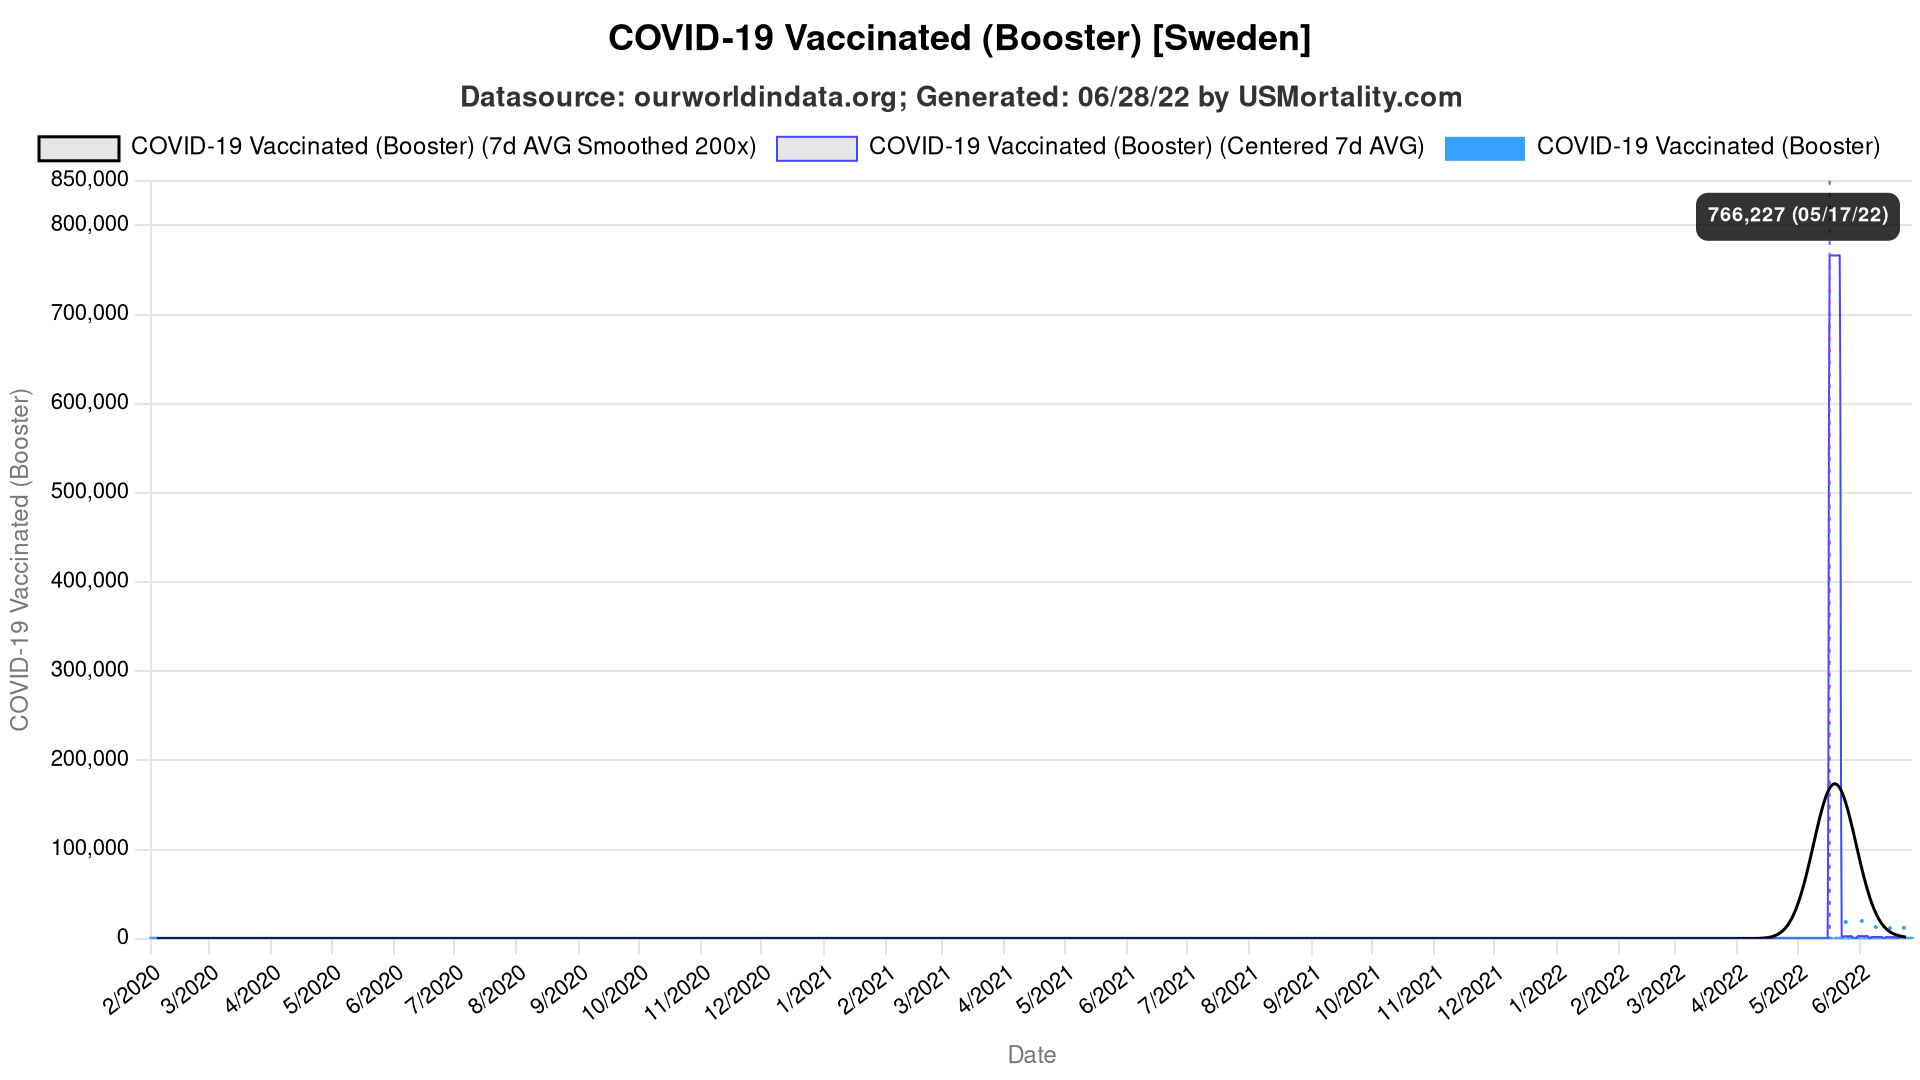 COVID-19 Vaccinated (Booster) [Sweden]
Datasource: ourworldindata.org; Generated: 06/28/22 by USMortality.com
COVID-19 Vaccinated (Booster) (7d AVG Smoothed 200x) COVID-19 Vaccinated (Booster) (Centered 7d AVG) COVID-19 Vaccinated (Booster)
850,000
766,227 (05/17/22)
800,000
700,000
600,000
500,000
400,000
300,000
200,000
100,000
0
COVID-19 Vaccinated (Booster)
2/2020 3/2020 4/2020 5/2020 6/2020 7/2020 8/2020 9/2020 10/2020 11/2020 12/2020 1/2021 2/2021 3/2021 4/2021 5/2021 6/2021 7/2021 8/2021 9/2021 10/2021 11/2021 12/2021 1/2022 2/2022 3/2022 4/2022 5/2022 6/2022
Date